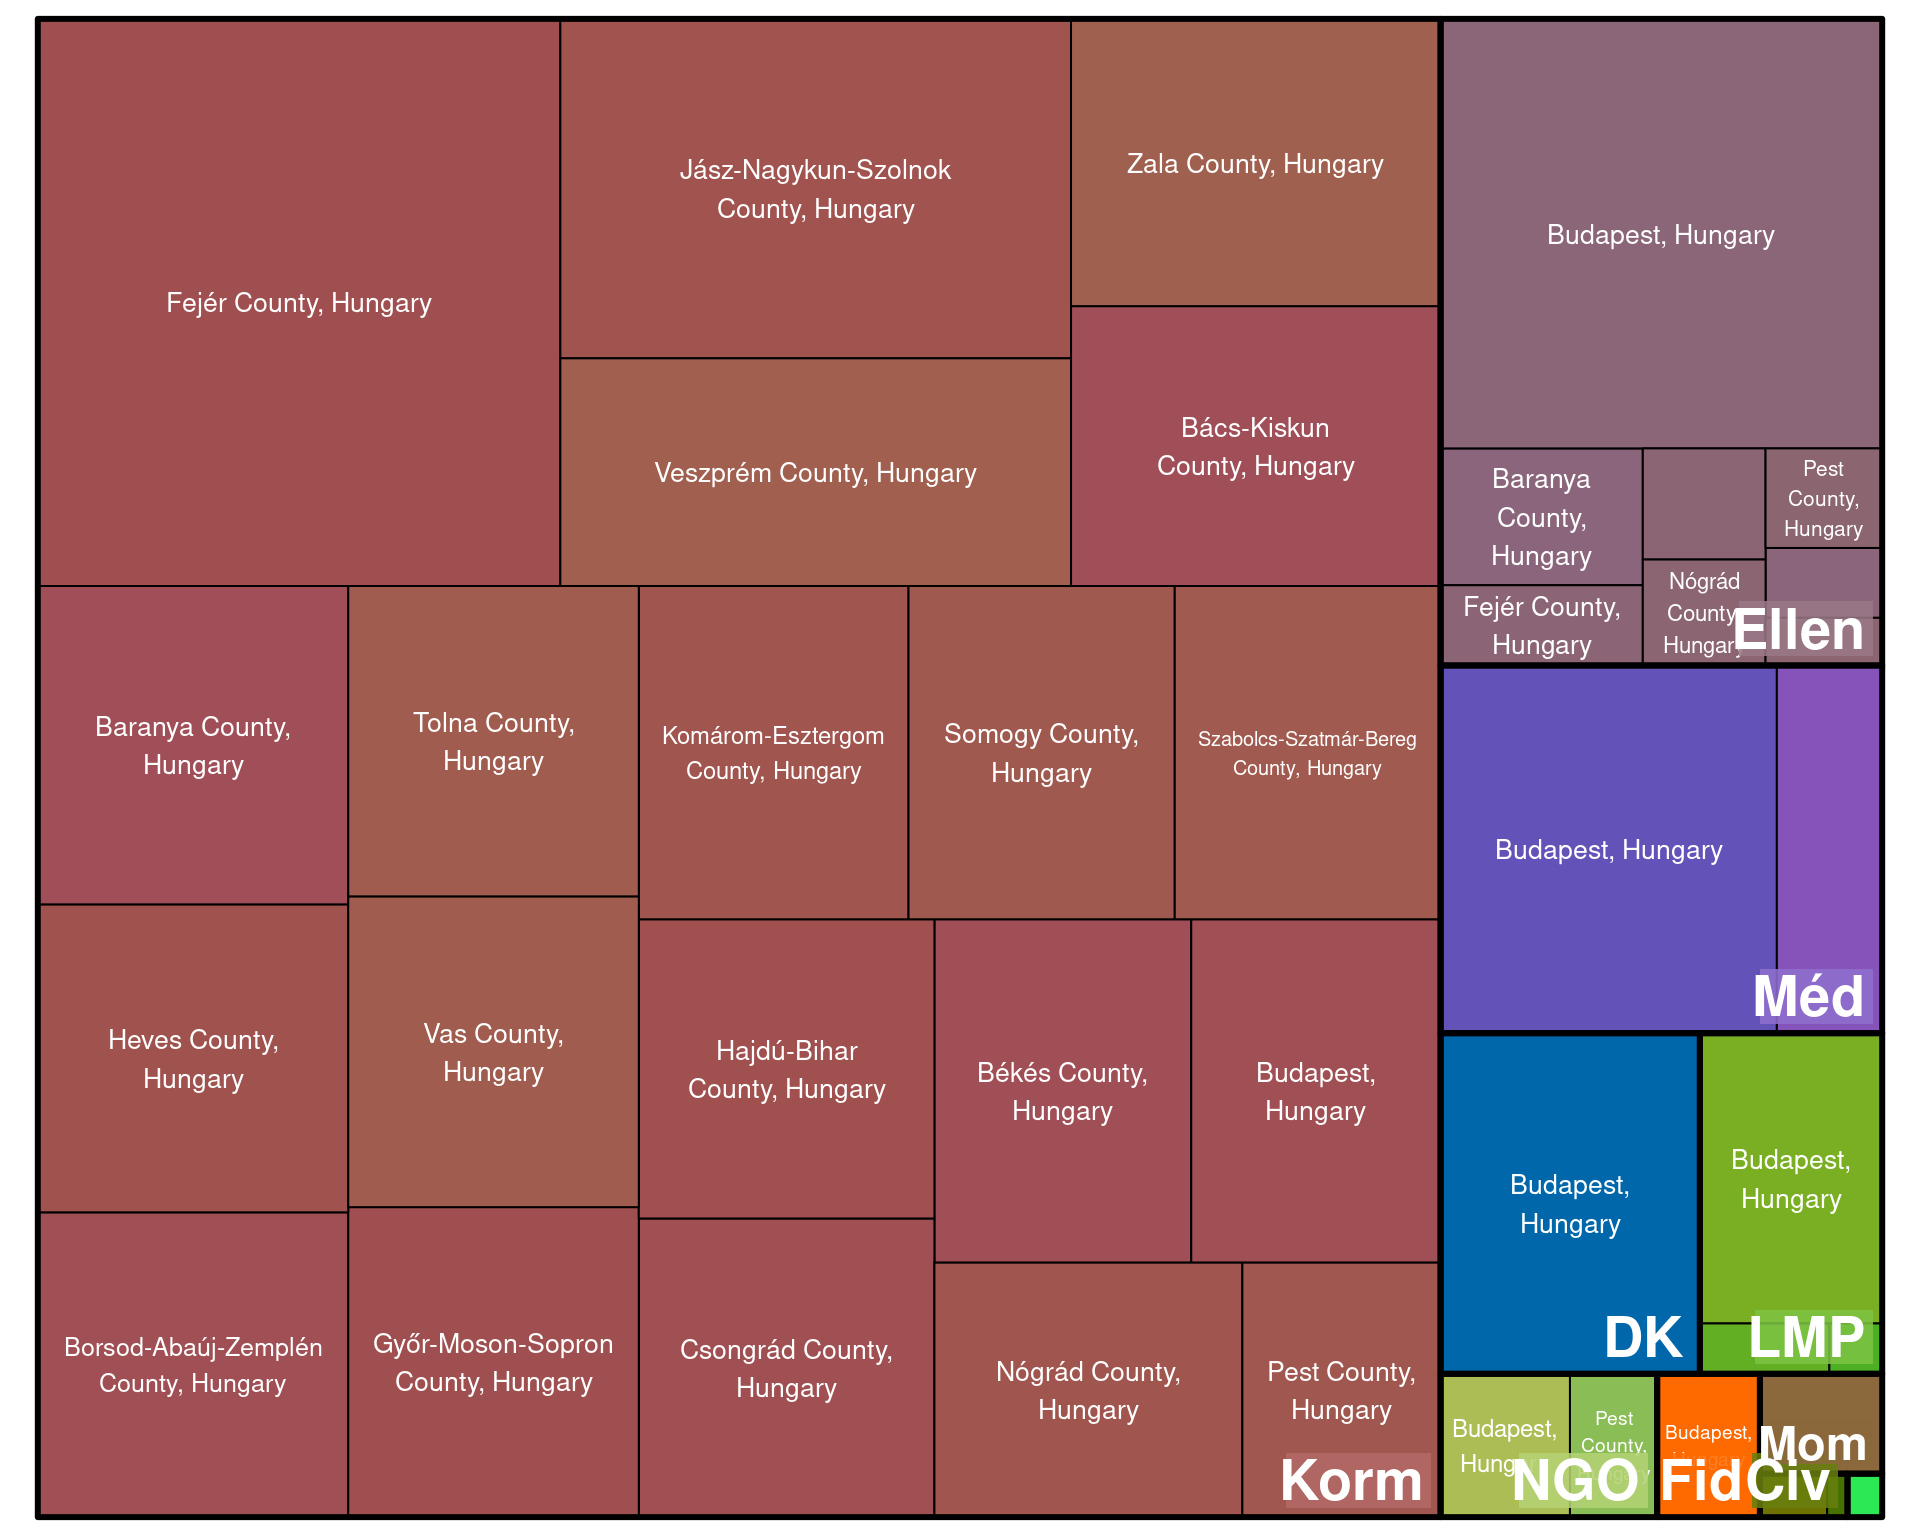 Fejér County, Hungary
Jász-Nagykun-Szolnok
County, Hungary
Veszprém County, Hungary
Zala County, Hungary
Bács-Kiskun
County, Hungary
Baranya County,
Hungary
Tolna County,
Hungary
Komárom-Esztergom
County, Hungary
Somogy County,
Hungary
Szabolcs-Szatmár-Bereg
County, Hungary
Heves County,
Hungary
Vas County,
Hungary
Hajdú-Bihar
County, Hungary
Békés County,
Hungary
Budapest,
Hungary
Borsod-Abaúj-Zemplén
County, Hungary
Győr-Moson-Sopron
County, Hungary
Csongrád County,
Hungary
Nógrád County,
Hungary
Pest County,
Hungary
Korm
Budapest, Hungary
Baranya
County,
Hungary
Fejér County,
Hungary
Nógrád
County,
Hungary
Pest
County,
Hungary
Ellen
Budapest, Hungary
Méd
Budapest,
Hungary
DK
Budapest,
Hungary
LMP
Budapest,
Hungary
Pest
County,
Hungary
NGO
Budapest,
Hungary
Fid
Mom
Civ